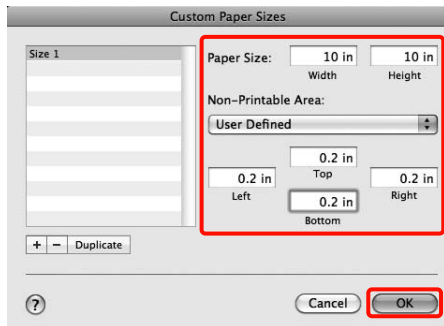 Custom Paper Sizes
Size 1
Paper Size:
10 in
10 in
Width
Height
Non-Printable Area:
User Defined
0.2 in
Top
0.2 in
Left
0.2 in
Right
0.2 in
Bottom
+ - Duplicate
? Cancel OK